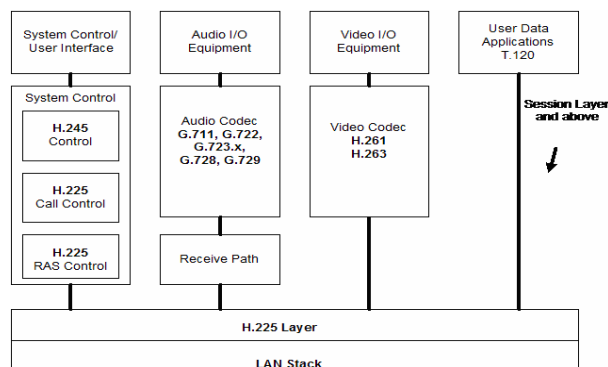 System Control/
User Interface
Audio I/O
Equipment
Video I/O
Equipment
User Data
Applications
T.120
System Control
H.245
Control
H.225
Call Control
H.225
RAS Control
Audio Codec
G.711, G.722,
G.723.x,
G.728, G.729
Receive Path
Video Codec
H.261
H.263
Session Layer
and above
H.225 Layer
LAN Stack